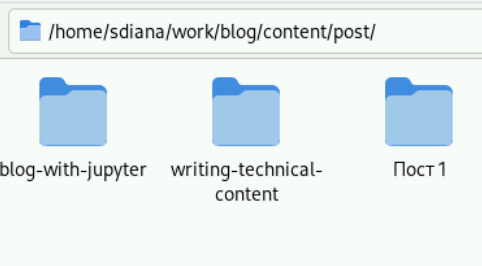 /home/sdiana/work/blog/content/post/
blog-with-jupyter
writing-technical-
content
Пост 1